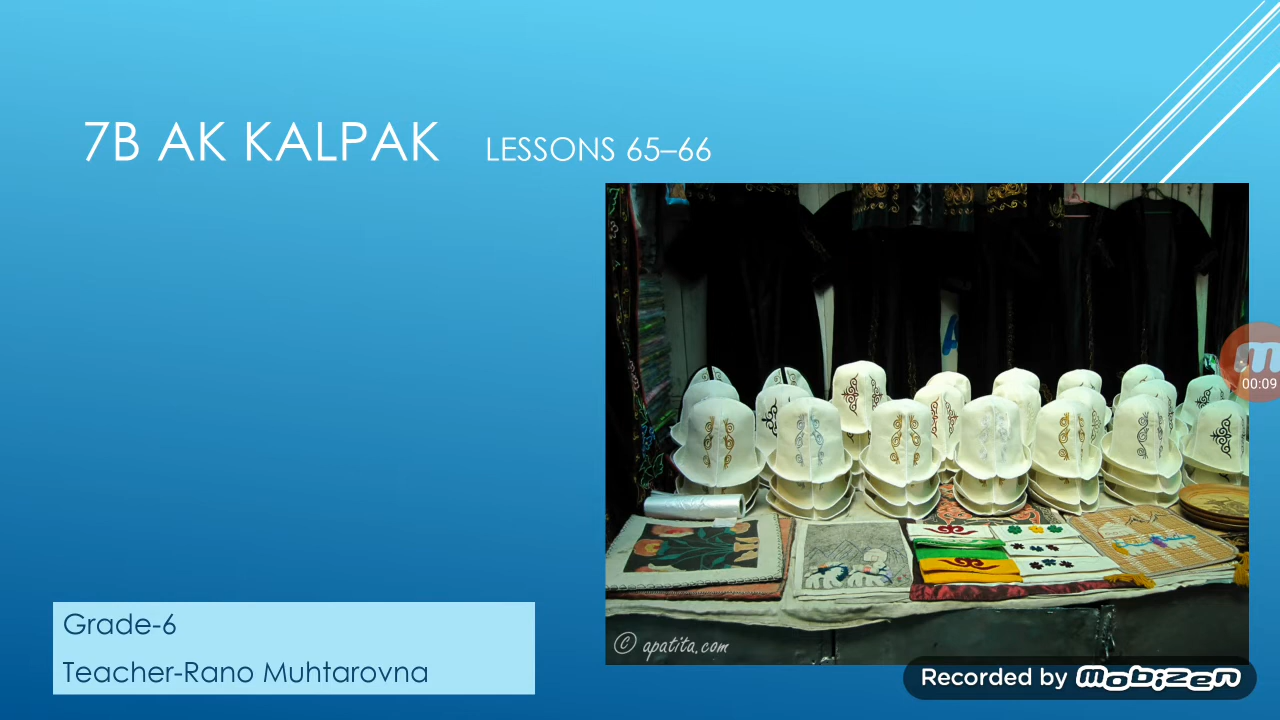 7B AK KALPAK LESSONS 65–66
00:09
Grade-6
Teacher-Rano Muhtarovna
© apatita.com
Recorded by mobizen